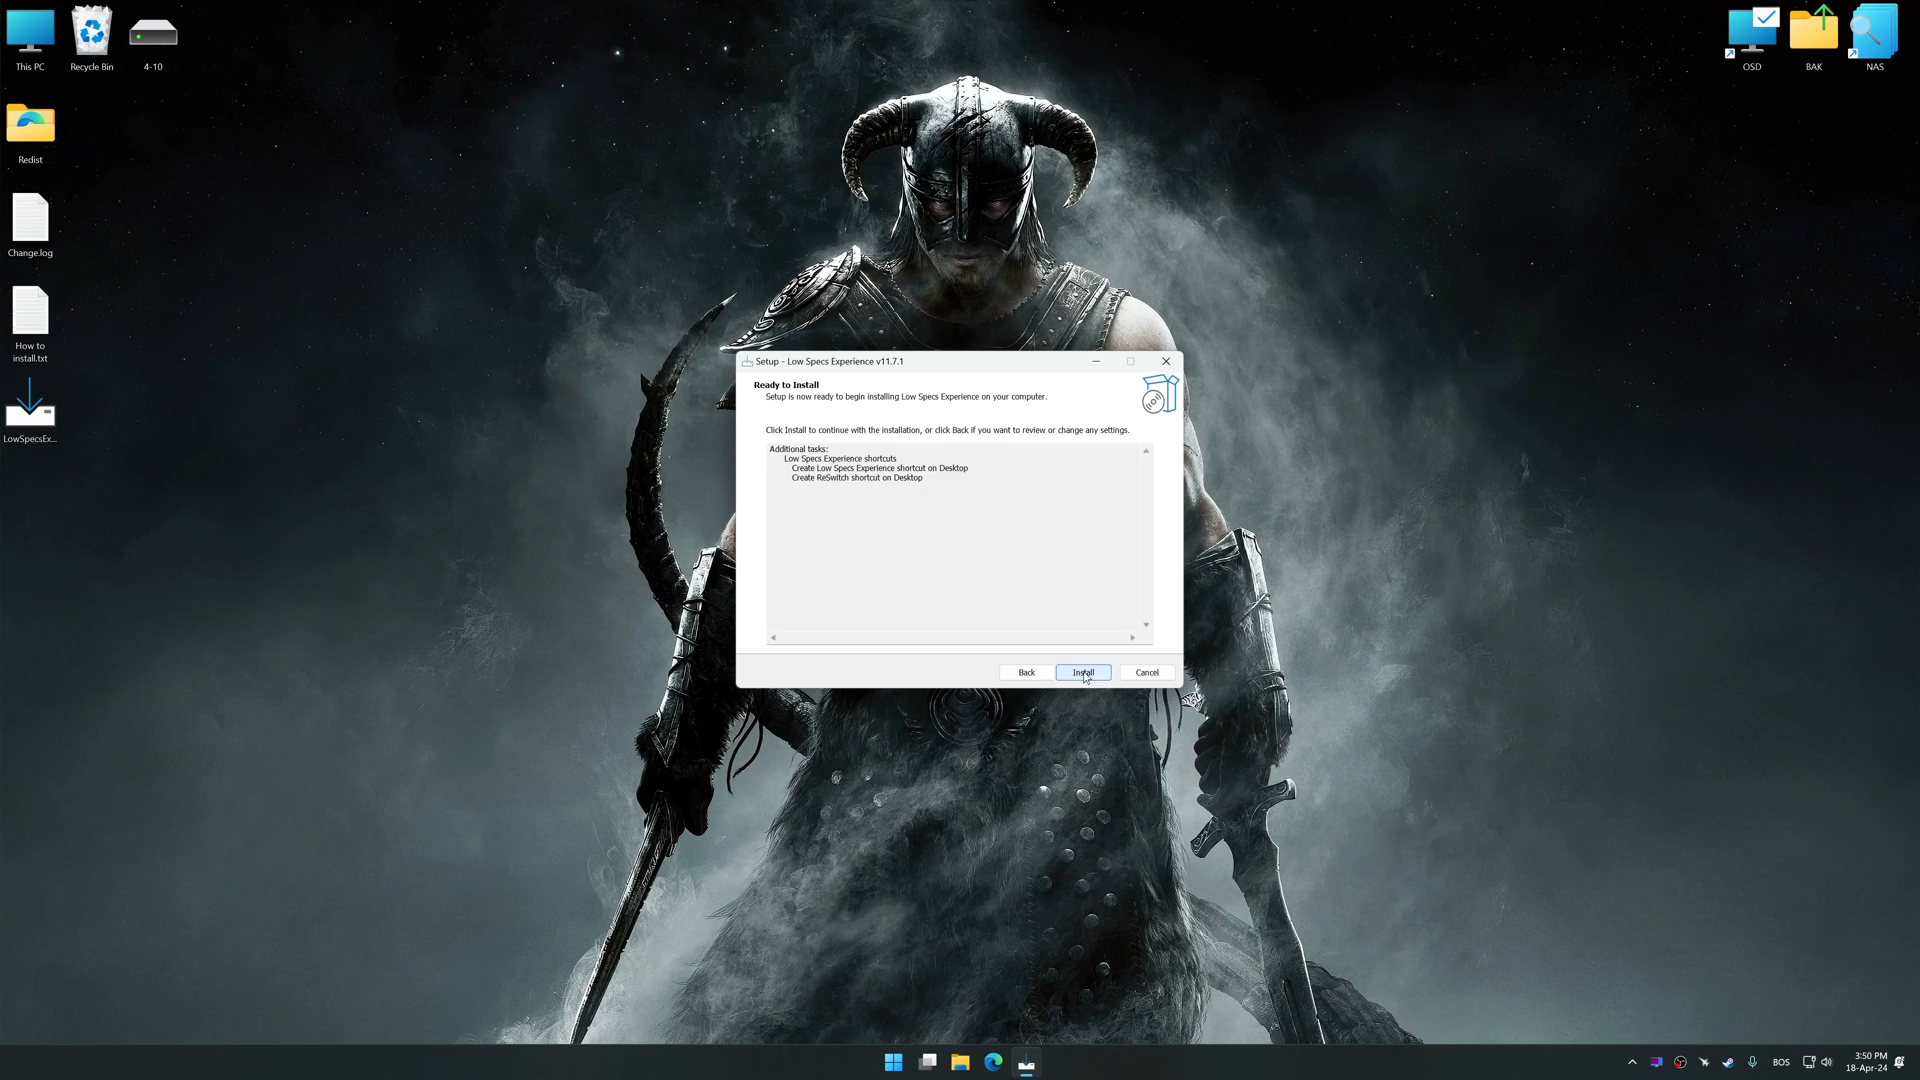 This PC
Recycle Bin
4-10
OSD
BAK
NAS
Redist
Change.log
How to
install.txt
LowSpecsEx...
Setup - Low Specs Experience v11.7.1
Ready to Install
Setup is now ready to begin installing Low Specs Experience on your computer.
Click Install to continue with the installation, or click Back if you want to review or change any settings.
Additional tasks:
Low Specs Experience shortcuts
Create Low Specs Experience shortcut on Desktop
Create ReSwitch shortcut on Desktop
Back
Install
Cancel
BOS
3:50 PM
18-Apr-24